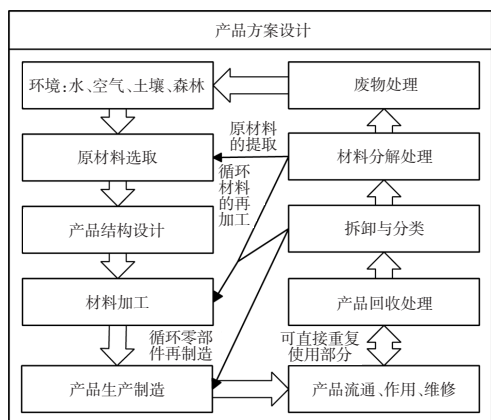 产品方案设计
环境:水、空气、土壤、森林
废物处理
原材料
的提取
原材料选取
材料分解处理
循环
材料
的再
加工
产品结构设计
拆卸与分类
材料加工
产品回收处理
循环零部
件再制造
可直接重复
使用部分
产品生产制造
产品流通、作用、维修